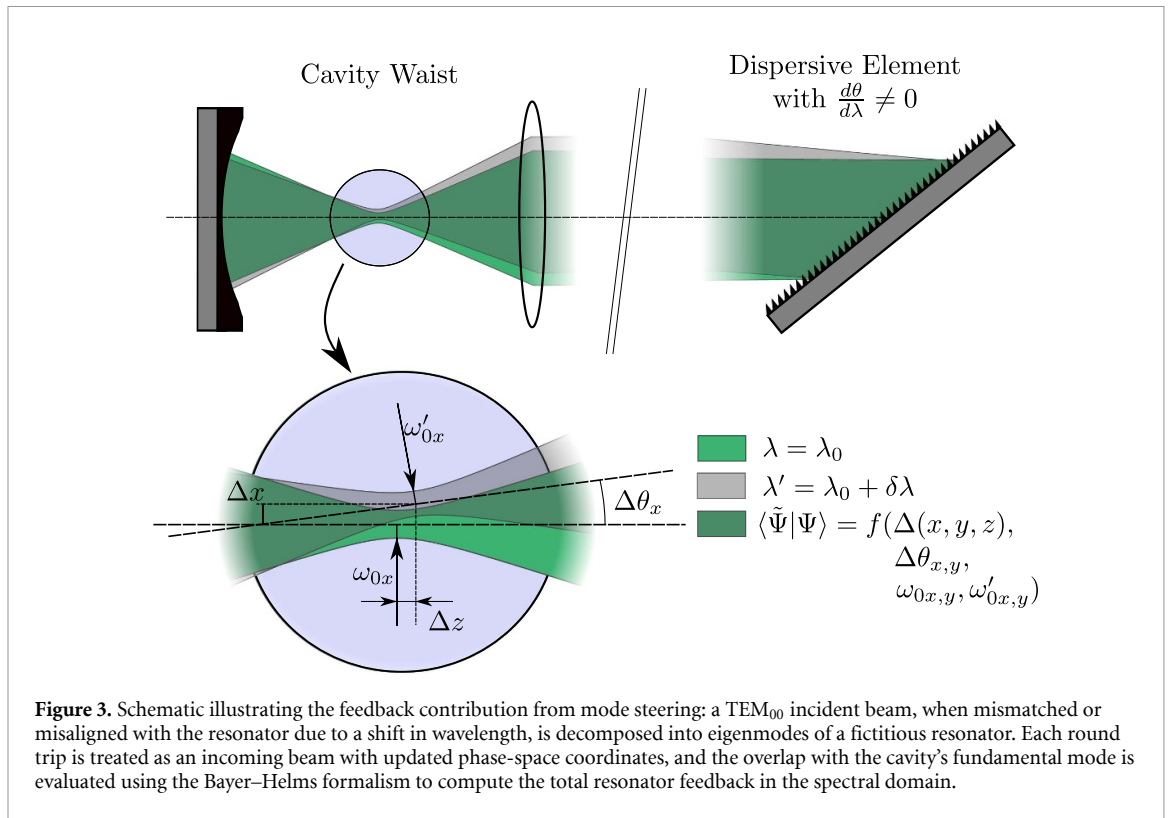 Cavity Waist
Dispersive Element
with dθ/dλ ≠ 0
ω′₀ₓ
Δx
Δθₓ
ω₀ₓ
Δz
λ = λ₀
λ′ = λ₀ + δλ
⟨Ψ̃|Ψ⟩ = f(Δ(x, y, z),
Δθₓ,ᵧ,
ω₀ₓ,ᵧ, ω′₀ₓ,ᵧ)
Figure 3. Schematic illustrating the feedback contribution from mode steering: a TEM₀₀ incident beam, when mismatched or
misaligned with the resonator due to a shift in wavelength, is decomposed into eigenmodes of a fictitious resonator. Each round
trip is treated as an incoming beam with updated phase-space coordinates, and the overlap with the cavity’s fundamental mode is
evaluated using the Bayer–Helms formalism to compute the total resonator feedback in the spectral domain.